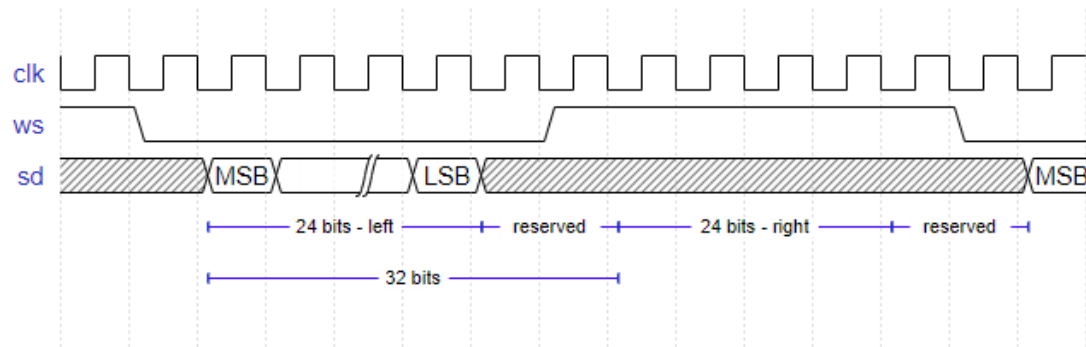 clk
ws
sd MSB LSB MSB
24 bits - left reserved 24 bits - right reserved
32 bits